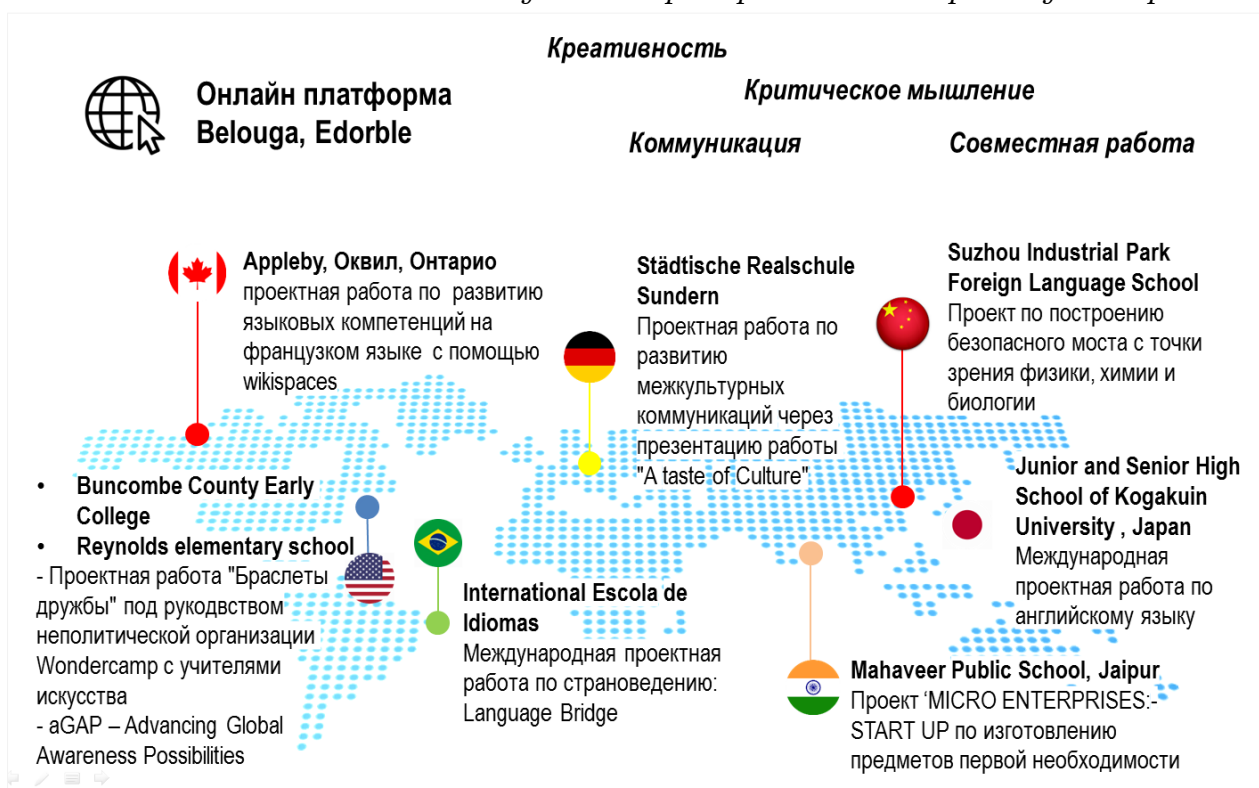 Креативность
Онлайн платформа
Belouga, Edorble
Критическое мышление
Коммуникация
Совместная работа
Appleby, Оквил, Онтарио
проектная работа по развитию
языковых компетенций на
французком языке с помощью
wikispaces
Städtische Realschule
Sundern
Проектная работа по
развитию
межкультурных
коммуникаций через
презентацию работы
"A taste of Culture"
Suzhou Industrial Park
Foreign Language School
Проект по построению
безопасного моста с точки
зрения физики, химии и
биологии
• Buncombe County Early
College
• Reynolds elementary school
- Проектная работа "Браслеты
дружбы" под рукодвством
неполитической организации
Wondercamp с учителями
искусства
- aGAP – Advancing Global
Awareness Possibilities
International Escola de
Idiomas
Международная проектная
работа по страноведению:
Language Bridge
Junior and Senior High
School of Kogakuin
University , Japan
Международная
проектная работа по
английскому языку
Mahaveer Public School, Jaipur
Проект ‘MICRO ENTERPRISES:-
START UP по изготовлению
предметов первой необходимости